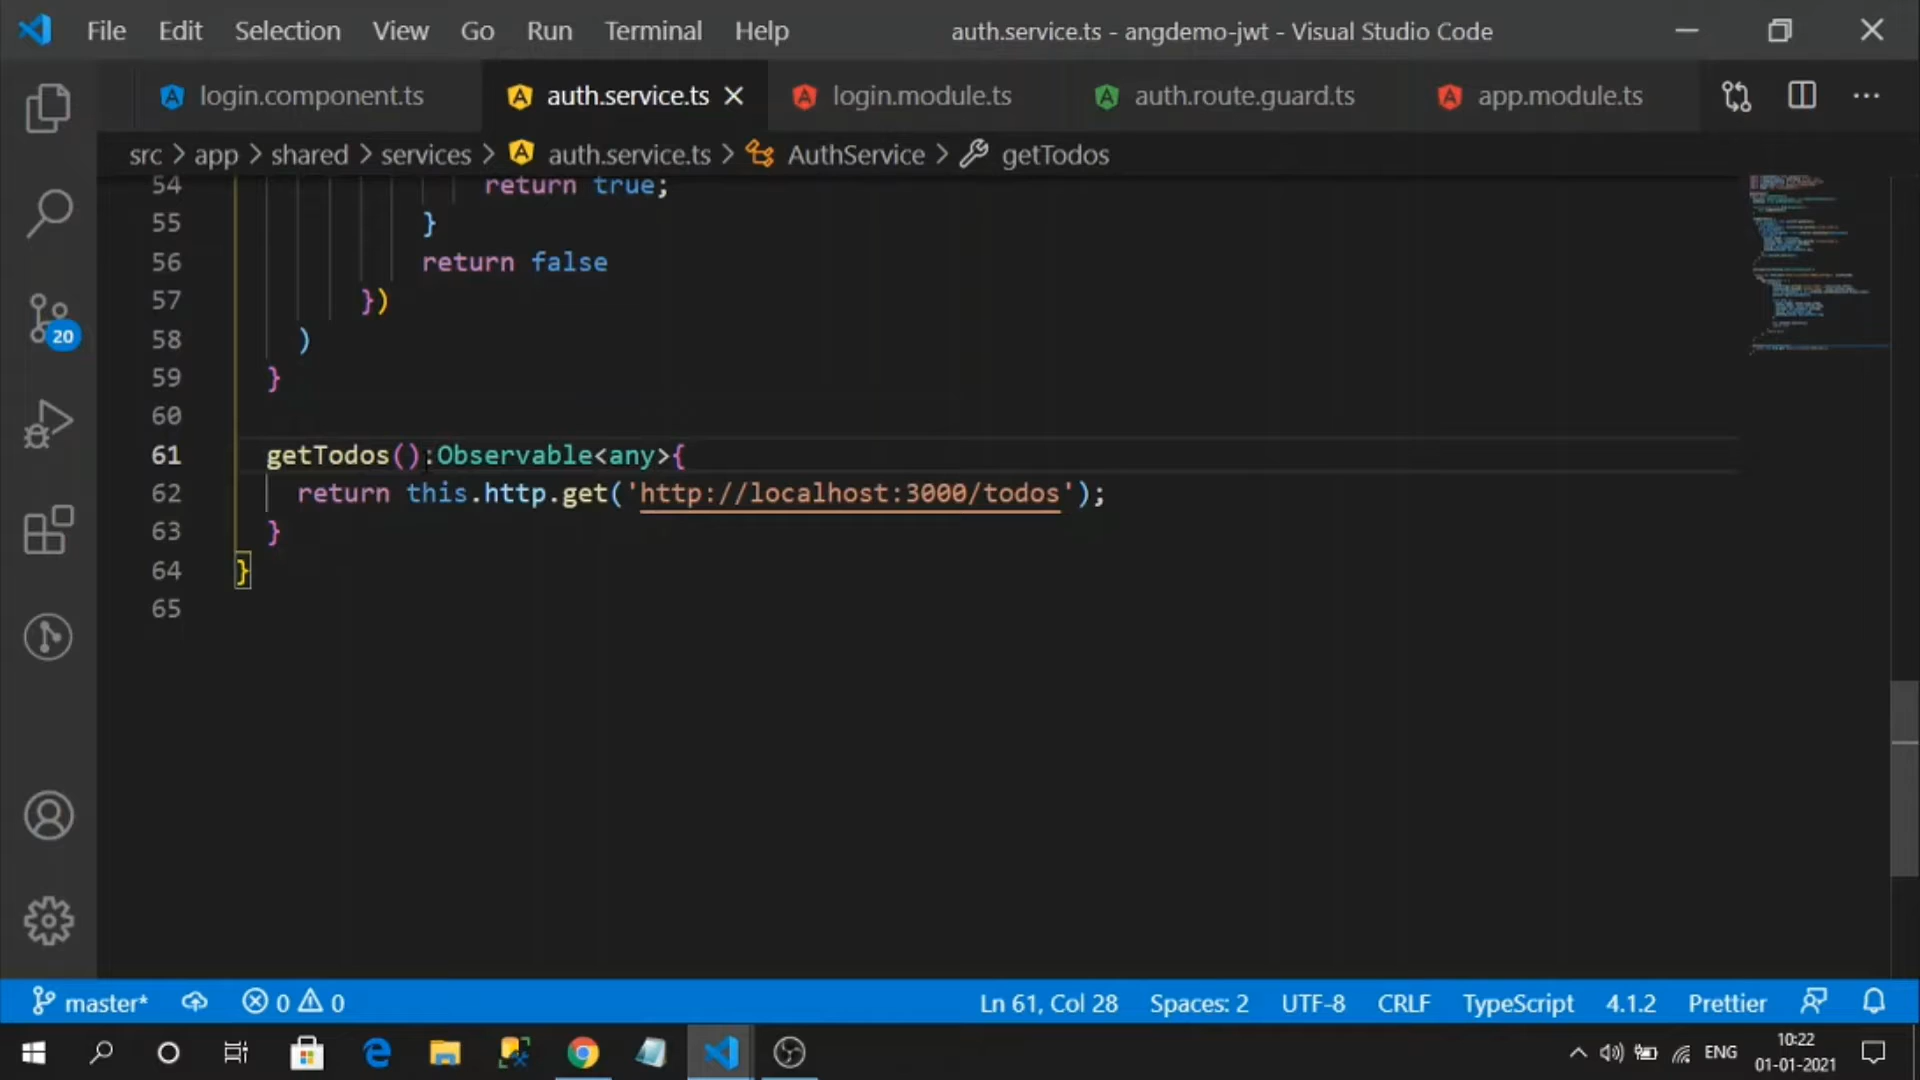 File Edit Selection View Go Run Terminal Help auth.service.ts - angdemo-jwt - Visual Studio Code
login.component.ts auth.service.ts login.module.ts auth.route.guard.ts app.module.ts
src > app > shared > services > auth.service.ts > AuthService > getTodos
54 return true;
55 }
56 return false
57 })
58 )
59 }
60
61 getTodos():Observable<any>{
62 return this.http.get('http://localhost:3000/todos');
63 }
64 }
65
20
master* 0 0 Ln 61, Col 28 Spaces: 2 UTF-8 CRLF TypeScript 4.1.2 Prettier
ENG 10:22
01-01-2021